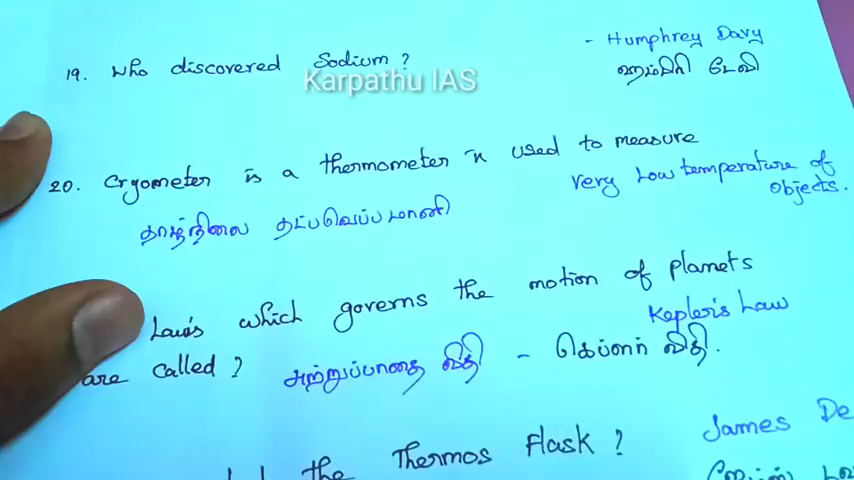 19. Who discovered Sodium ? - Humphrey Davy
ஹம்பிரி டேவி
Karpathu IAS
20. Cryometer is a thermometer is used to measure
very low temperature of
objects.
தாழ்நிலை தட்பவெப்பமானி
Laws which governs the motion of planets
Kepler's Law
are called ? சுற்றுப்பாதை விதி - கெப்ளர் விதி.
the Thermos flask ? James De